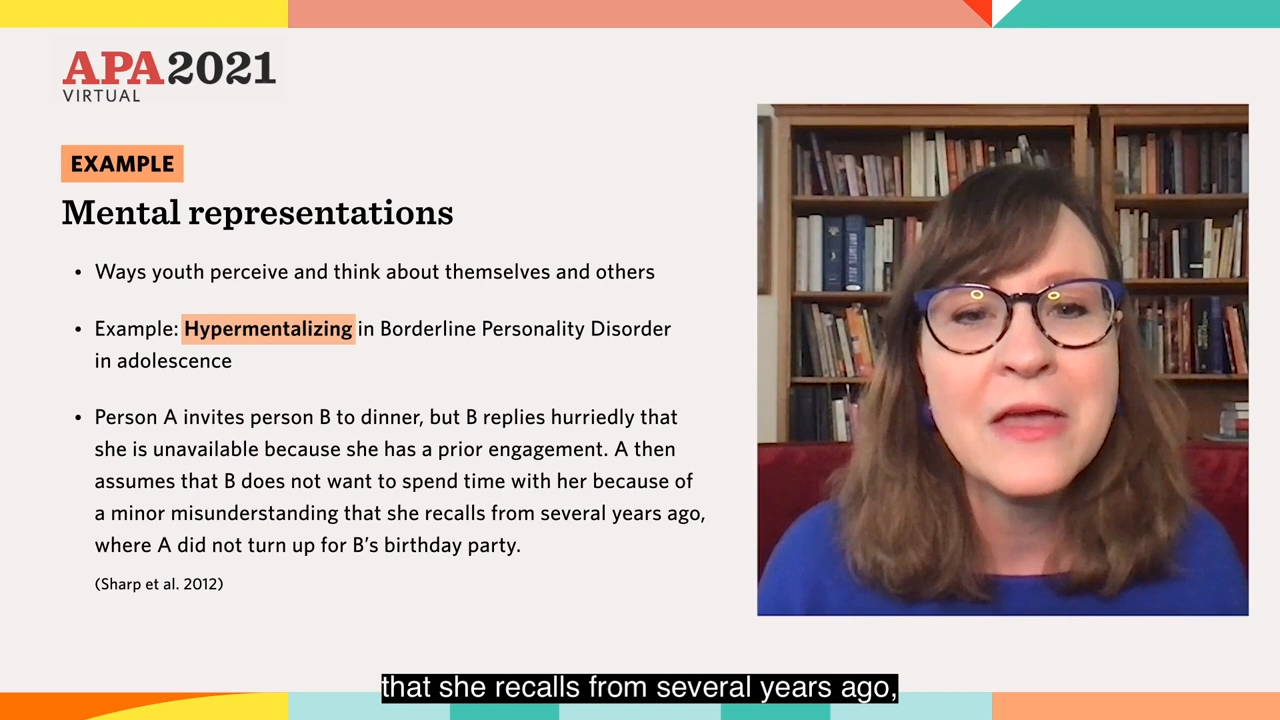 APA2021
VIRTUAL
EXAMPLE
Mental representations
• Ways youth perceive and think about themselves and others
• Example: Hypermentalizing in Borderline Personality Disorder
in adolescence
• Person A invites person B to dinner, but B replies hurriedly that
she is unavailable because she has a prior engagement. A then
assumes that B does not want to spend time with her because of
a minor misunderstanding that she recalls from several years ago,
where A did not turn up for B’s birthday party.
(Sharp et al. 2012)
that she recalls from several years ago,